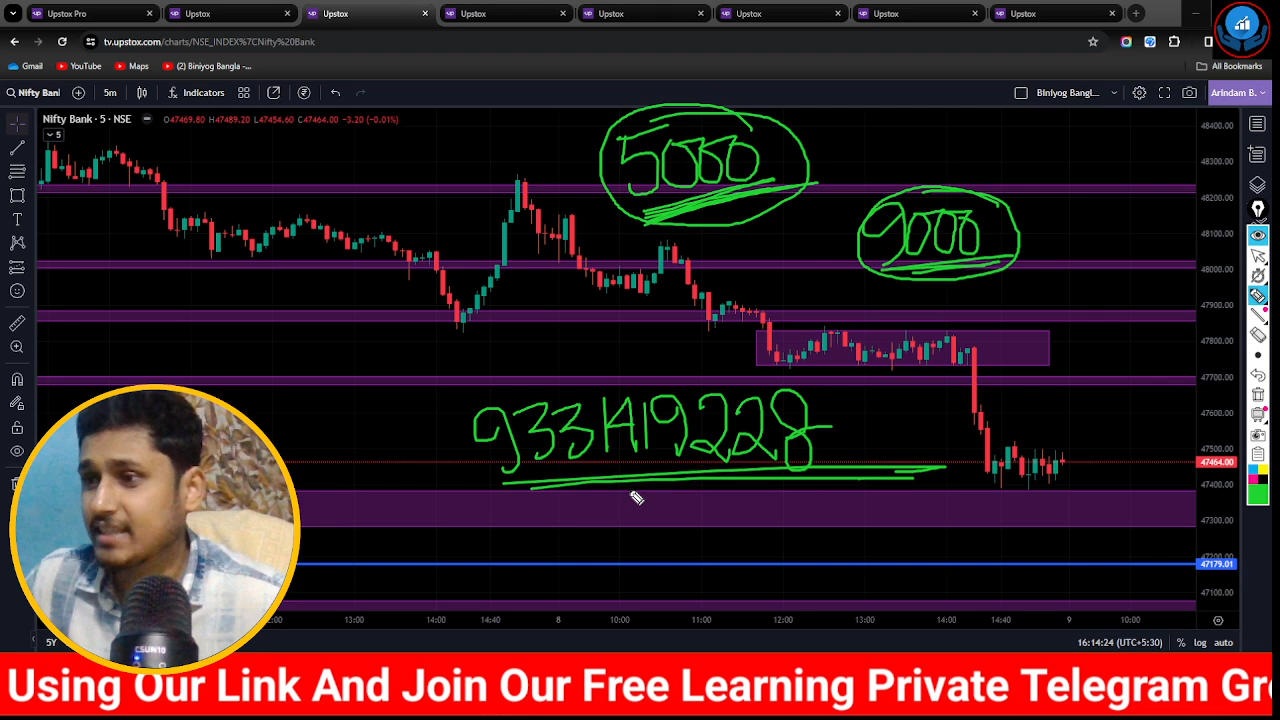 Upstox Pro
Upstox
Upstox
Upstox
Upstox
Upstox
Upstox
Upstox
tv.upstox.com/charts/NSE_INDEX%7CNifty%20Bank
Gmail
YouTube
Maps
(2) Biniyog Bangla -...
All Bookmarks
Nifty Banl
5m
Indicators
Biniyog Bangl...
Arindam B.
Nifty Bank · 5 · NSE
O47469.80 H47489.20 L47454.60 C47464.00 -3.20 (-0.01%)
5
48400.00
48300.00
48200.00
48100.00
48000.00
47900.00
47800.00
47700.00
47600.00
47500.00
47464.00
47400.00
47300.00
47200.00
47179.01
47100.00
5000
9000
9331419228
13:00
14:00
14:40
8
10:00
11:00
12:00
13:00
14:00
14:40
9
10:00
5Y
16:14:24 (UTC+5:30)
%
log
auto
CSUN10
Using Our Link And Join Our Free Learning Private Telegram Gr